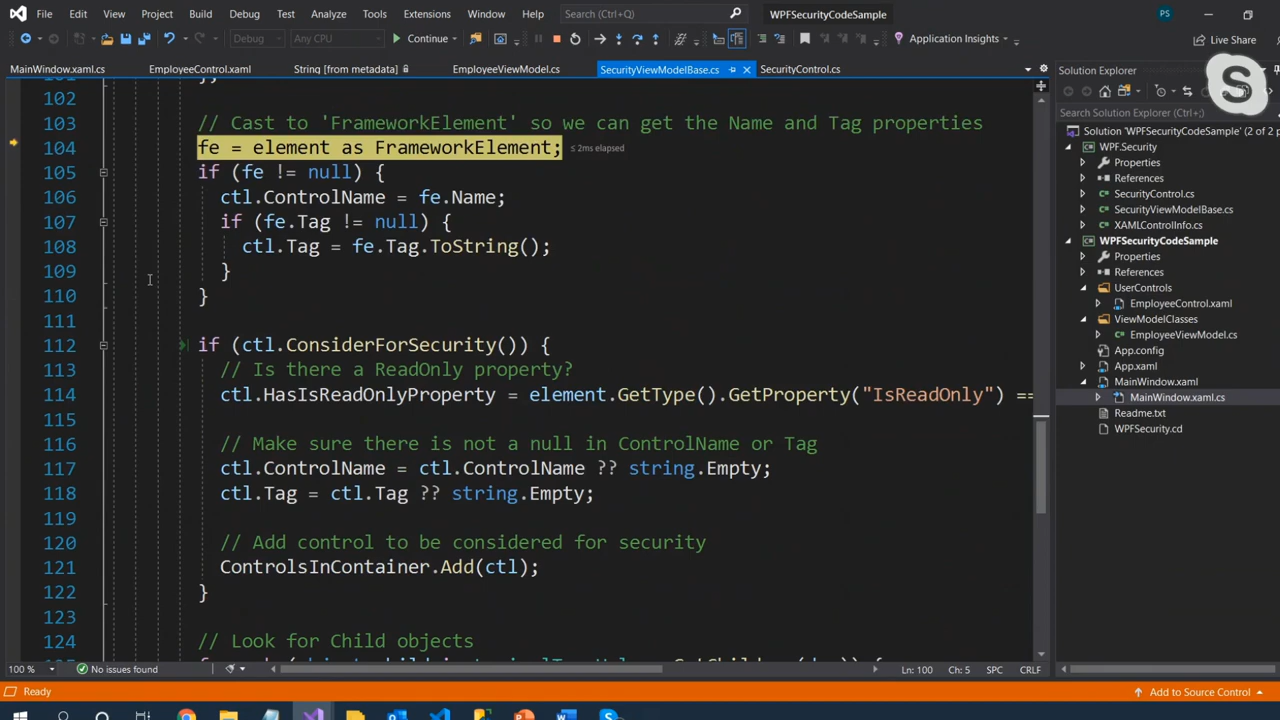 File Edit View Project Build Debug Test Analyze Tools Extensions Window Help Search (Ctrl+Q) WPFSecurityCodeSample PS
Debug Any CPU Continue Application Insights Live Share
MainWindow.xaml.cs EmployeeControl.xaml String [from metadata] EmployeeViewModel.cs SecurityViewModelBase.cs SecurityControl.cs
102
103 // Cast to 'FrameworkElement' so we can get the Name and Tag properties
104 fe = element as FrameworkElement; ≤ 2ms elapsed
105 if (fe != null) {
106 ctl.ControlName = fe.Name;
107 if (fe.Tag != null) {
108 ctl.Tag = fe.Tag.ToString();
109 }
110 }
111
112 if (ctl.ConsiderForSecurity()) {
113 // Is there a ReadOnly property?
114 ctl.HasIsReadOnlyProperty = element.GetType().GetProperty("IsReadOnly") ==
115
116 // Make sure there is not a null in ControlName or Tag
117 ctl.ControlName = ctl.ControlName ?? string.Empty;
118 ctl.Tag = ctl.Tag ?? string.Empty;
119
120 // Add control to be considered for security
121 ControlsInContainer.Add(ctl);
122 }
123
124 // Look for Child objects
100 % No issues found Ln: 100 Ch: 5 SPC CRLF
Solution Explorer
Search Solution Explorer (Ctrl+;)
Solution 'WPFSecurityCodeSample' (2 of 2 p
WPF.Security
Properties
References
SecurityControl.cs
SecurityViewModelBase.cs
XAMLControlInfo.cs
WPFSecurityCodeSample
Properties
References
UserControls
EmployeeControl.xaml
ViewModelClasses
EmployeeViewModel.cs
App.config
App.xaml
MainWindow.xaml
MainWindow.xaml.cs
Readme.txt
WPFSecurity.cd
Ready Add to Source Control